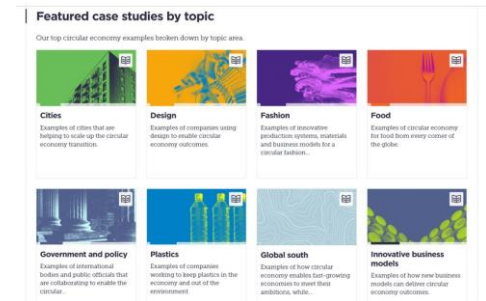 Featured case studies by topic
Our top circular economy examples broken down by topic area.
Cities
Examples of cities that are
helping to scale up the circular
economy transition.
Design
Examples of companies using
design to enable circular
economy outcomes.
Fashion
Examples of innovative
production systems, materials
and business models for a
circular fashion...
Food
Examples of circular economy
for food from every corner of
the globe.
Government and policy
Examples of international
bodies and public officials that
are collaborating to enable the
circular...
Plastics
Examples of companies
working to keep plastics in the
economy and out of the
environment.
Global south
Examples of how circular
economy enables fast-growing
economies to meet their
ambitions, while...
Innovative business
models
Examples of how new business
models can deliver circular
economy outcomes.